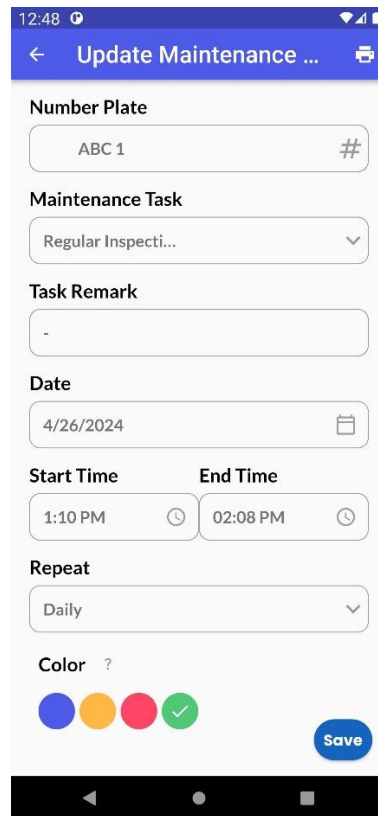 12:48
Update Maintenance ...
Number Plate
ABC 1
#
Maintenance Task
Regular Inspecti...
Task Remark
-
Date
4/26/2024
Start Time End Time
1:10 PM 02:08 PM
Repeat
Daily
Color ?
Save